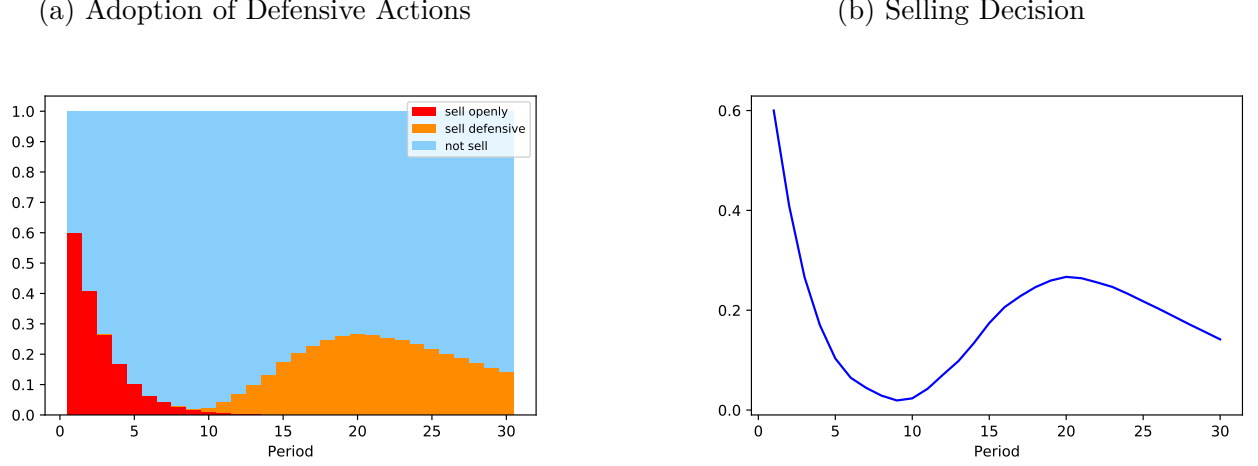 (a) Adoption of Defensive Actions
1.0
0.9
0.8
0.7
0.6
0.5
0.4
0.3
0.2
0.1
0.0
sell openly
sell defensive
not sell
0 5 10 15 20 25 30
Period
(b) Selling Decision
0.6
0.4
0.2
0.0
0 5 10 15 20 25 30
Period